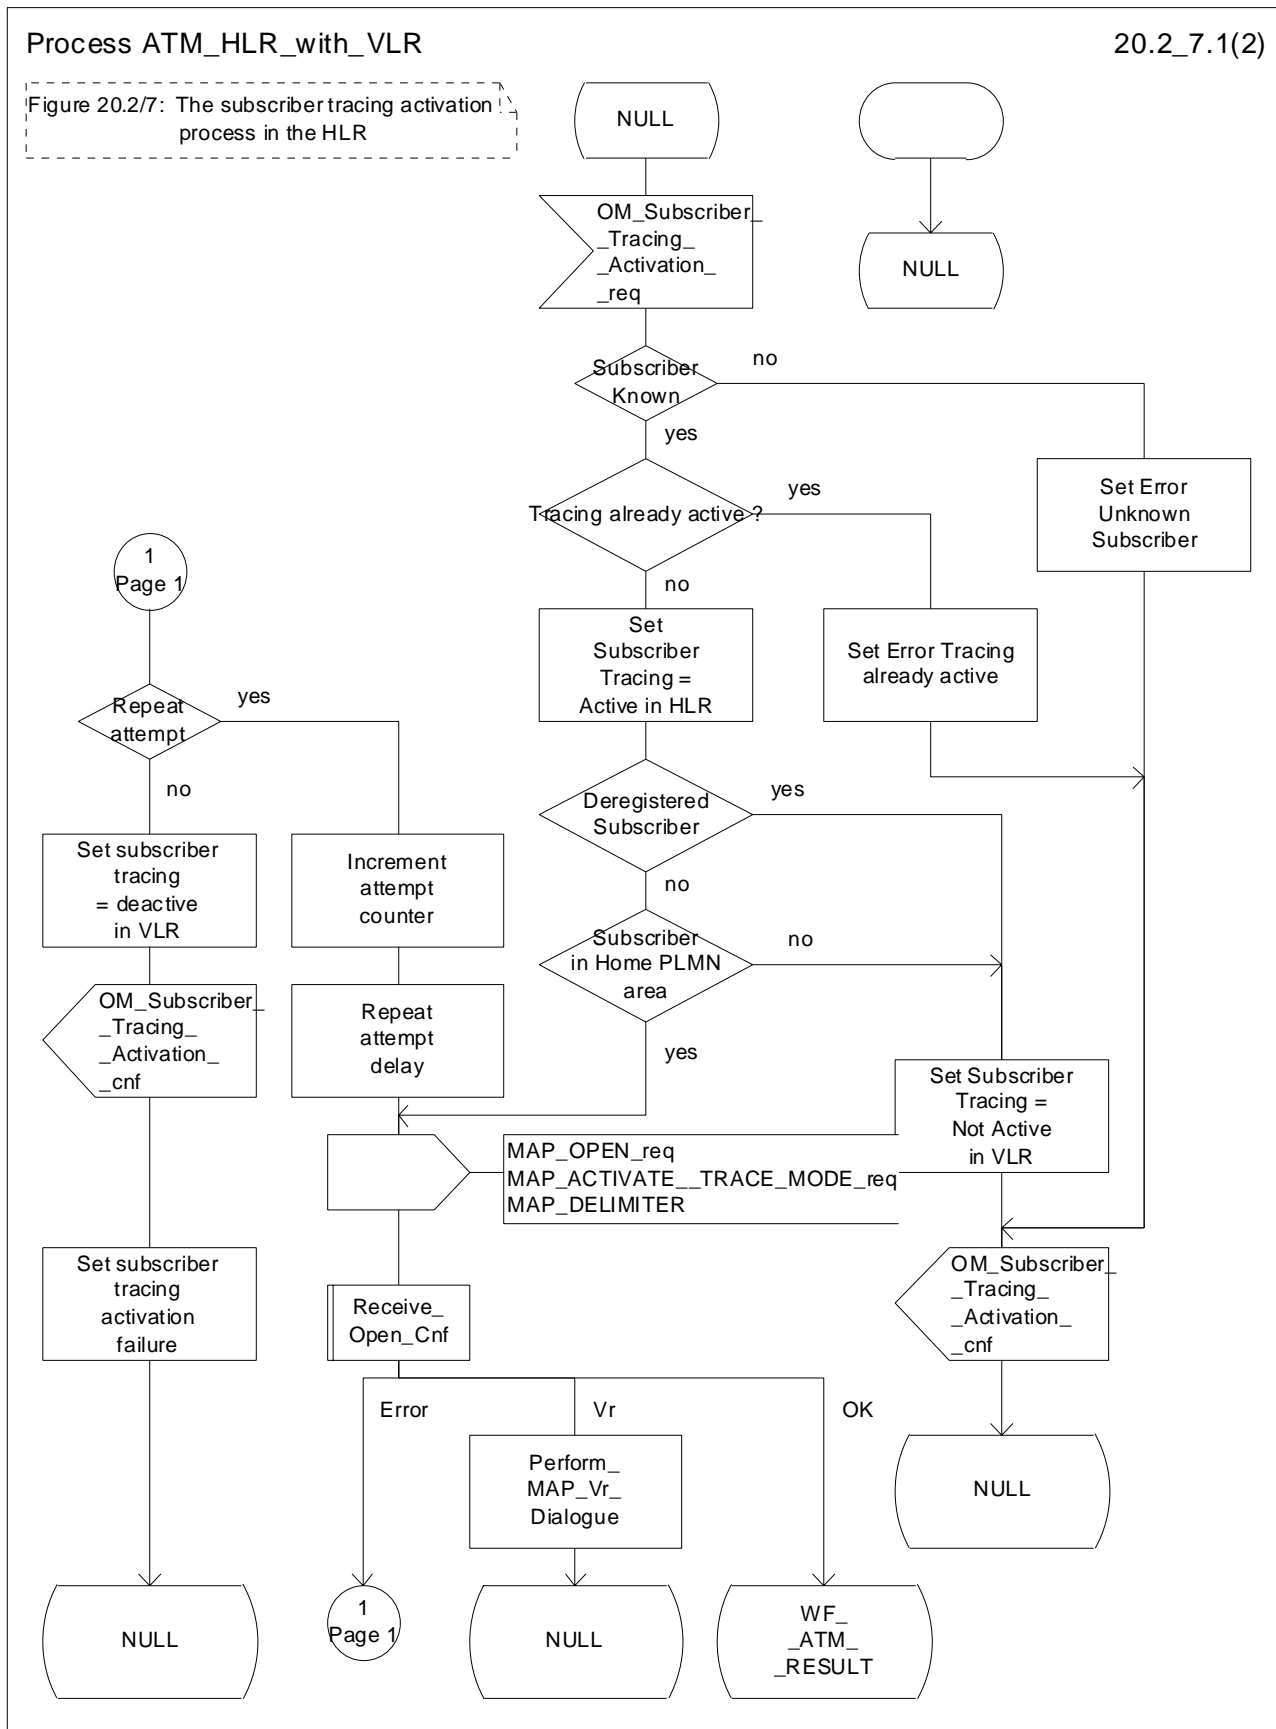 Process ATM_HLR_with_VLR
20.2_7.1(2)
Figure 20.2/7: The subscriber tracing activation
process in the HLR
NULL
OM_Subscriber_
_Tracing_
_Activation_
_req
NULL
Subscriber
Known
no
yes
Tracing already active ?
yes
no
Set Error
Unknown
Subscriber
1
Page 1
Set
Subscriber
Tracing =
Active in HLR
Set Error Tracing
already active
Repeat
attempt
yes
no
Deregistered
Subscriber
yes
no
Set subscriber
tracing
= deactive
in VLR
Increment
attempt
counter
Subscriber
in Home PLMN
area
no
yes
OM_Subscriber_
_Tracing_
_Activation_
_cnf
Repeat
attempt
delay
Set Subscriber
Tracing =
Not Active
in VLR
MAP_OPEN_req
MAP_ACTIVATE__TRACE_MODE_req
MAP_DELIMITER
Set subscriber
tracing
activation
failure
Receive_
_Open_Cnf
OM_Subscriber_
_Tracing_
_Activation_
_cnf
Error
Vr
OK
Perform_
_MAP_Vr_
_Dialogue
NULL
NULL
1
Page 1
NULL
WF_
_ATM_
_RESULT